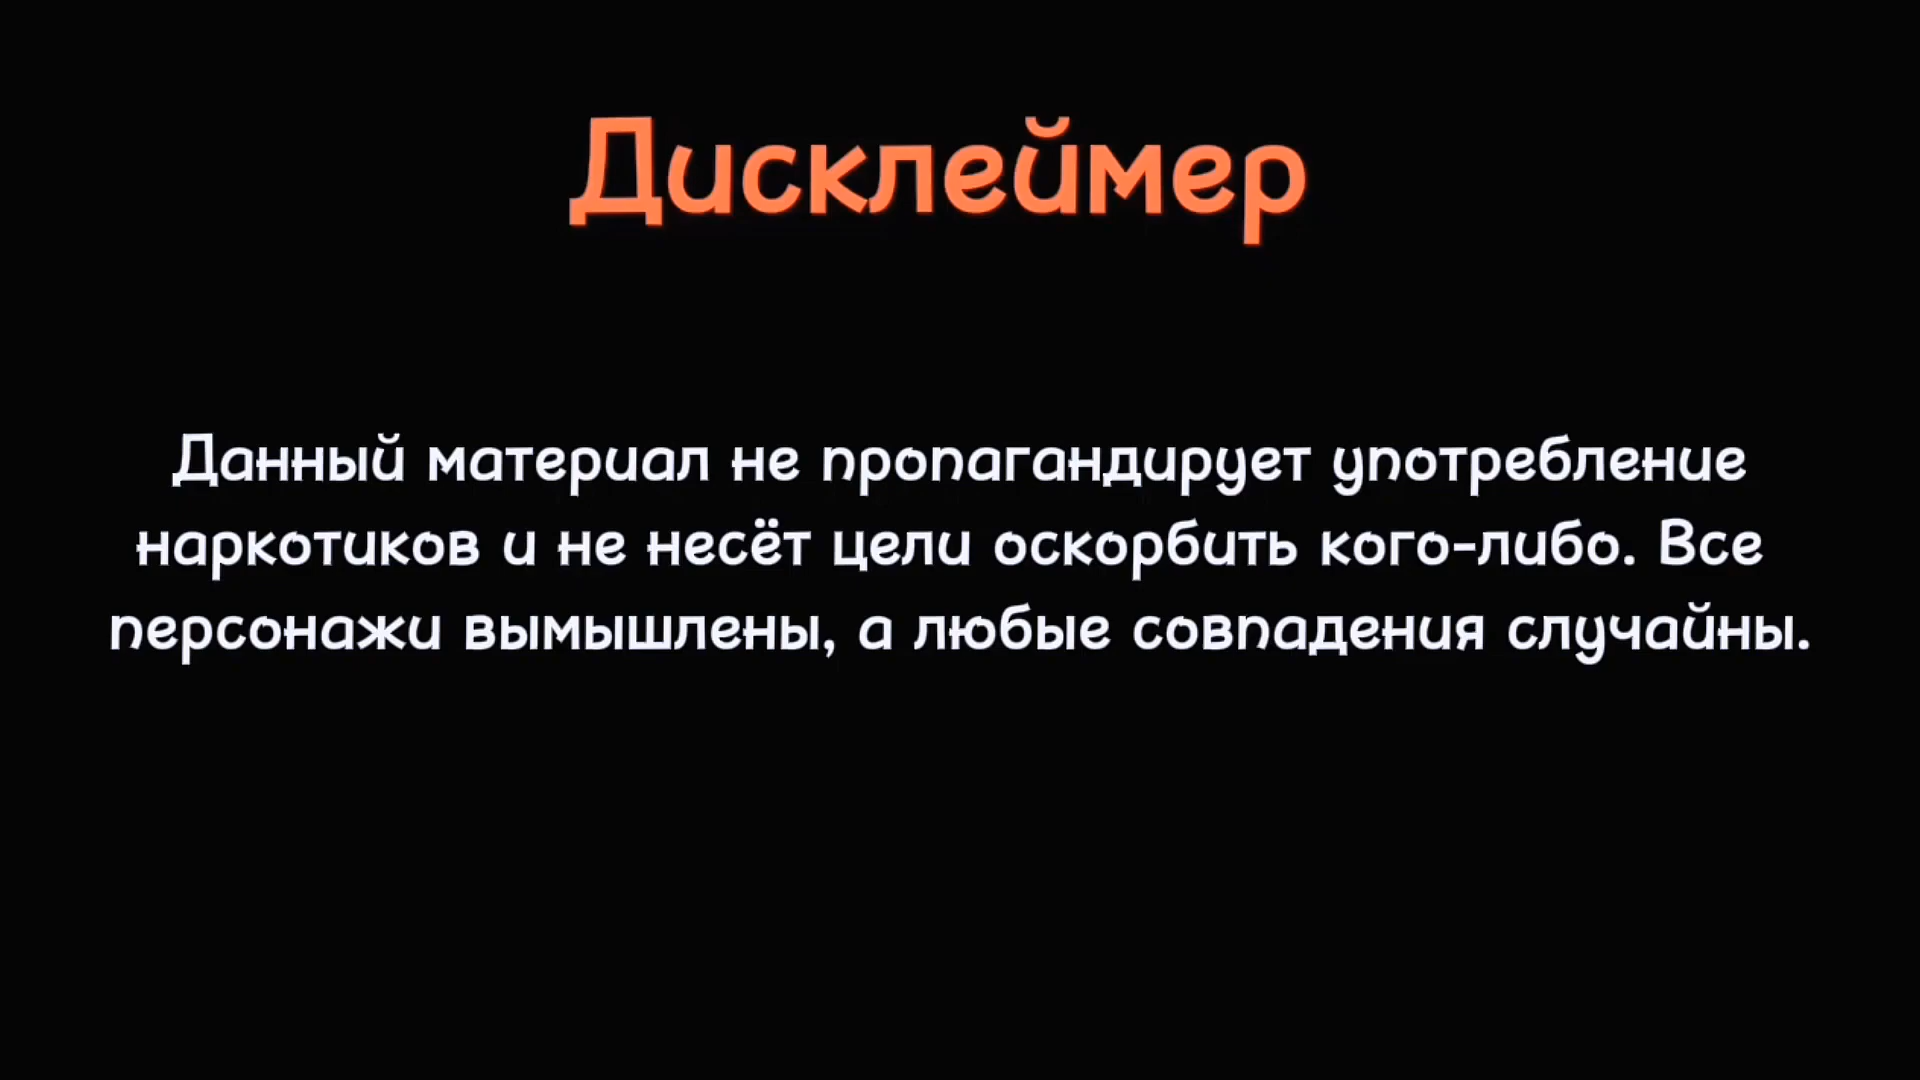 Дисклеймер
Данный материал не пропагандирует употребление
наркотиков и не несёт цели оскорбить кого-либо. Все
персонажи вымышлены, а любые совпадения случайны.